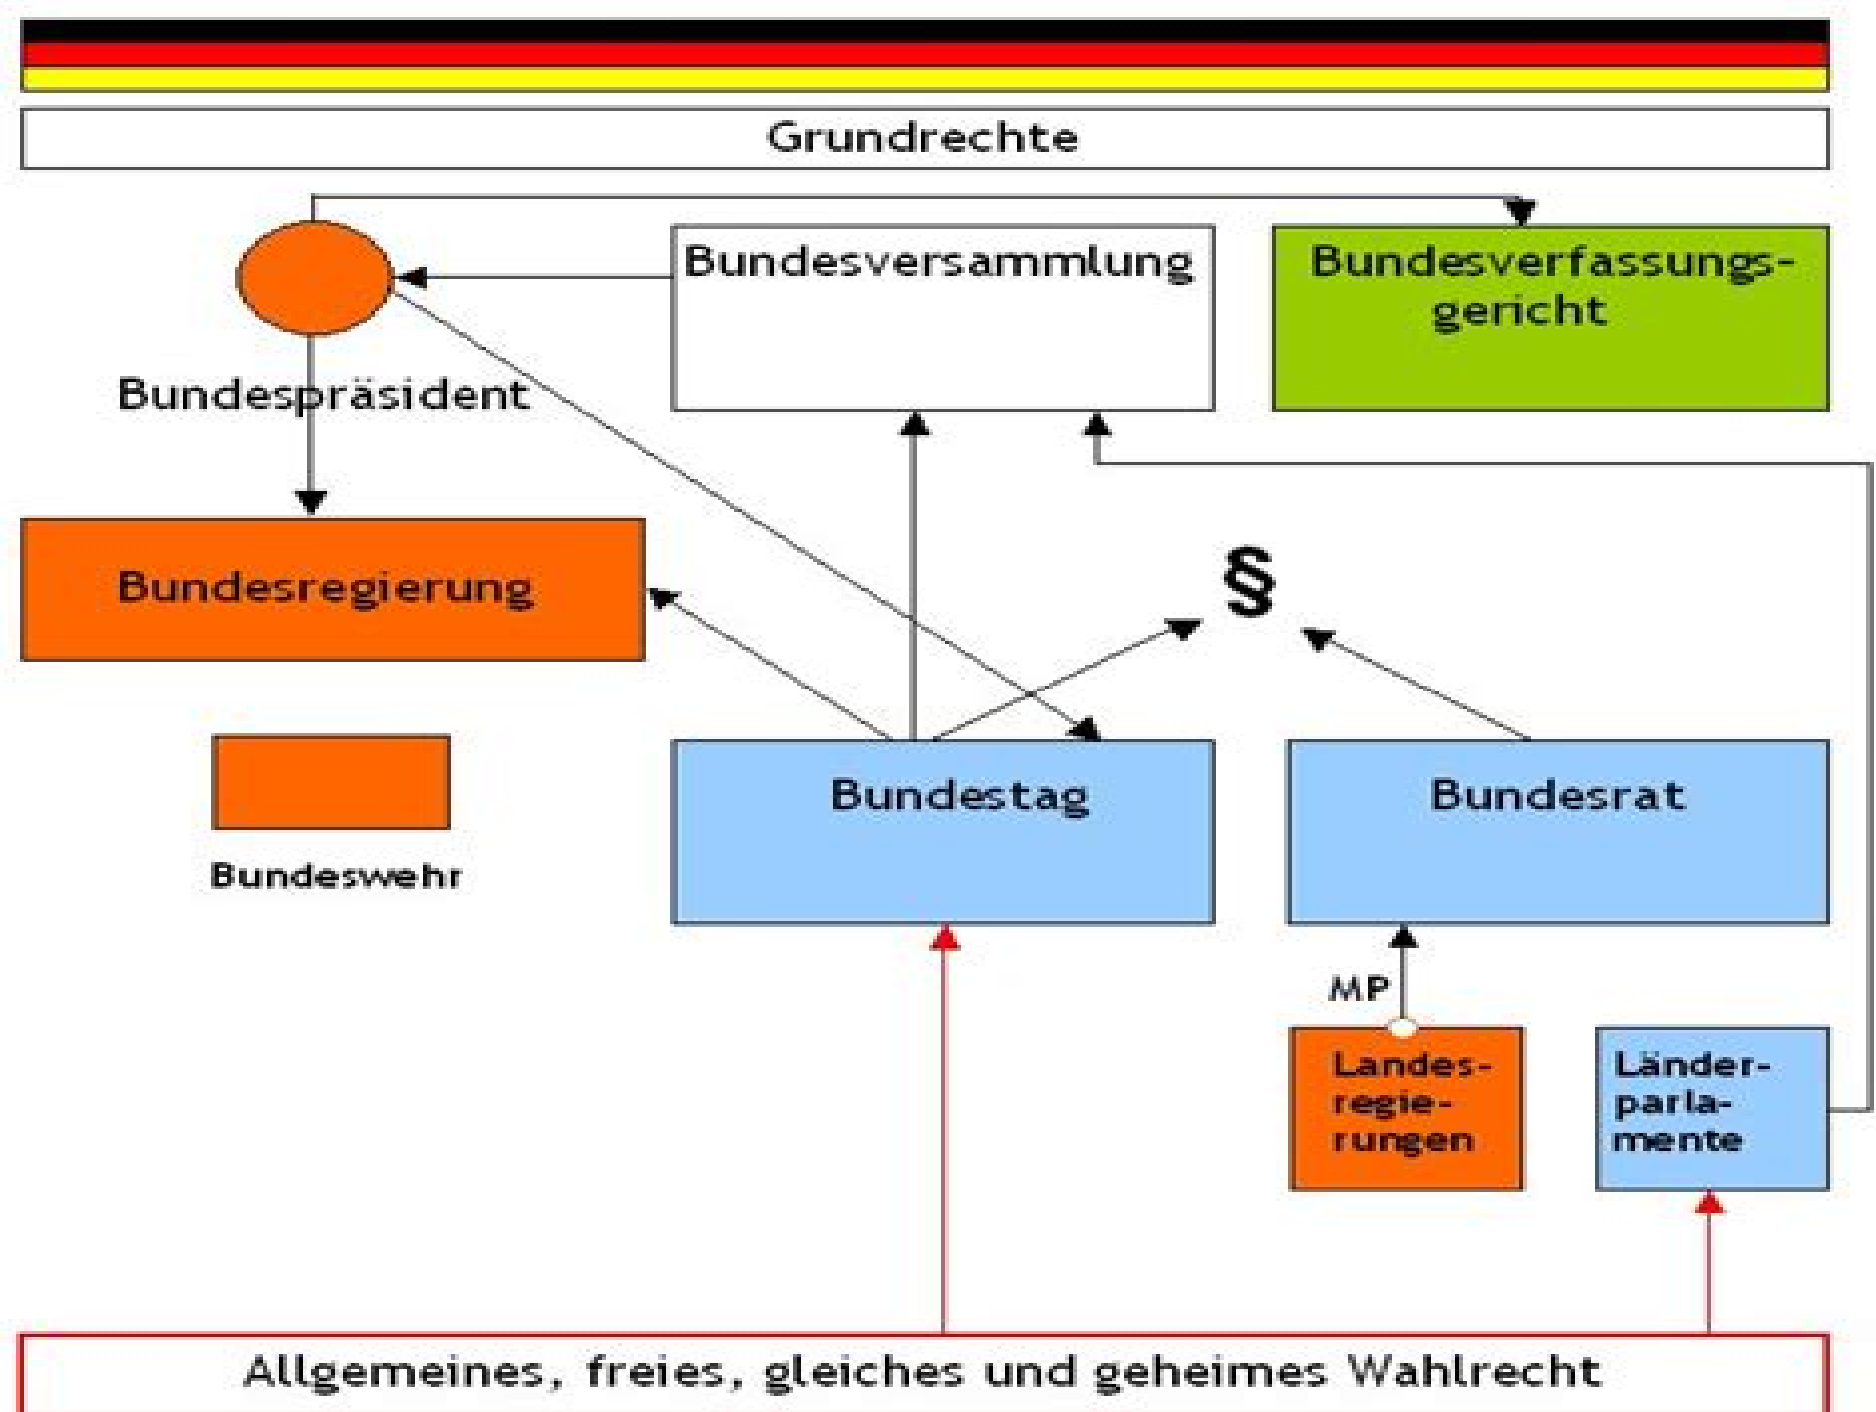 Grundrechte
Bundesversammlung
Bundesverfassungs-
gericht
Bundespräsident
Bundesregierung
§
Bundestag
Bundesrat
Bundeswehr
MP
Landes-
regie-
rungen
Länder-
parla-
mente
Allgemeines, freies, gleiches und geheimes Wahlrecht